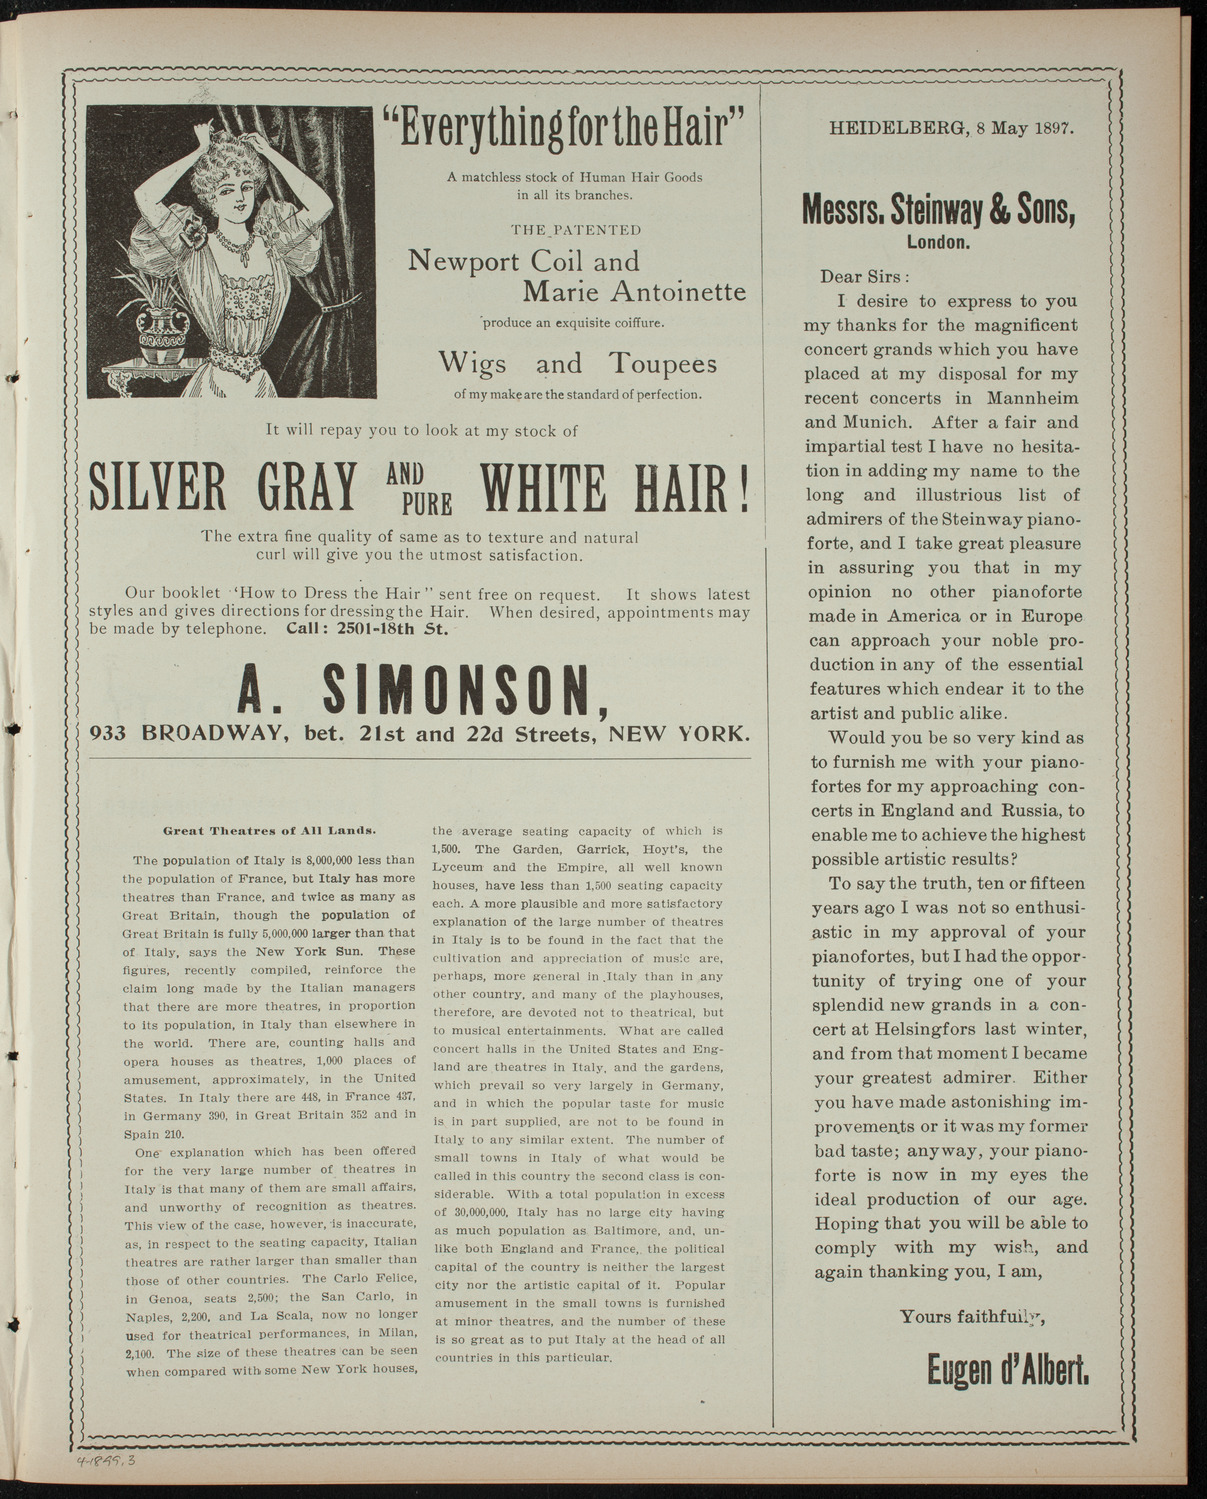 "Everything for the Hair"
A matchless stock of Human Hair Goods
in all its branches.
THE PATENTED
Newport Coil and
Marie Antoinette
produce an exquisite coiffure.
Wigs and Toupees
of my make are the standard of perfection.
It will repay you to look at my stock of
SILVER GRAY AND PURE WHITE HAIR!
The extra fine quality of same as to texture and natural
curl will give you the utmost satisfaction.
Our booklet 'How to Dress the Hair" sent free on request. It shows latest
styles and gives directions for dressing the Hair. When desired, appointments may
be made by telephone. Call: 2501-18th St.
A. SIMONSON,
933 BROADWAY, bet. 21st and 22d Streets, NEW YORK.
Great Theatres of All Lands.
The population of Italy is 8,000,000 less than
the population of France, but Italy has more
theatres than France, and twice as many as
Great Britain, though the population of
Great Britain is fully 5,000,000 larger than that
of Italy, says the New York Sun. These
figures, recently compiled, reinforce the
claim long made by the Italian managers
that there are more theatres, in proportion
to its population, in Italy than elsewhere in
the world. There are, counting halls and
opera houses as theatres, 1,000 places of
amusement, approximately, in the United
States. In Italy there are 448, in France 437,
in Germany 390, in Great Britain 352 and in
Spain 210.
One explanation which has been offered
for the very large number of theatres in
Italy is that many of them are small affairs,
and unworthy of recognition as theatres.
This view of the case, however, is inaccurate,
as, in respect to the seating capacity, Italian
theatres are rather larger than smaller than
those of other countries. The Carlo Felice,
in Genoa, seats 2,500; the San Carlo, in
Naples, 2,200, and La Scala, now no longer
used for theatrical performances, in Milan,
2,100. The size of these theatres can be seen
when compared with some New York houses,
the average seating capacity of which is
1,500. The Garden, Garrick, Hoyt's, the
Lyceum and the Empire, all well known
houses, have less than 1,500 seating capacity
each. A more plausible and more satisfactory
explanation of the large number of theatres
in Italy is to be found in the fact that the
cultivation and appreciation of music are,
perhaps, more general in Italy than in any
other country, and many of the playhouses,
therefore, are devoted not to theatrical, but
to musical entertainments. What are called
concert halls in the United States and Eng-
land are theatres in Italy, and the gardens,
which prevail so very largely in Germany,
and in which the popular taste for music
is in part supplied, are not to be found in
Italy to any similar extent. The number of
small towns in Italy of what would be
called in this country the second class is con-
siderable. With a total population in excess
of 30,000,000, Italy has no large city having
as much population as Baltimore, and, un-
like both England and France, the political
capital of the country is neither the largest
city nor the artistic capital of it. Popular
amusement in the small towns is furnished
at minor theatres, and the number of these
is so great as to put Italy at the head of all
countries in this particular.
HEIDELBERG, 8 May 1897.
Messrs. Steinway & Sons,
London.
Dear Sirs:
I desire to express to you
my thanks for the magnificent
concert grands which you have
placed at my disposal for my
recent concerts in Mannheim
and Munich. After a fair and
impartial test I have no hesita-
tion in adding my name to the
long and illustrious list of
admirers of the Steinway piano-
forte, and I take great pleasure
in assuring you that in my
opinion no other pianoforte
made in America or in Europe
can approach your noble pro-
duction in any of the essential
features which endear it to the
artist and public alike.
Would you be so very kind as
to furnish me with your piano-
fortes for my approaching con-
certs in England and Russia, to
enable me to achieve the highest
possible artistic results?
To say the truth, ten or fifteen
years ago I was not so enthusi-
astic in my approval of your
pianofortes, but I had the oppor-
tunity of trying one of your
splendid new grands in a con-
cert at Helsingfors last winter,
and from that moment I became
your greatest admirer. Either
you have made astonishing im-
provements or it was my former
bad taste; anyway, your piano-
forte is now in my eyes the
ideal production of our age.
Hoping that you will be able to
comply with my wish, and
again thanking you, I am,
Yours faithfully,
Eugen d'Albert.
4-1899.3